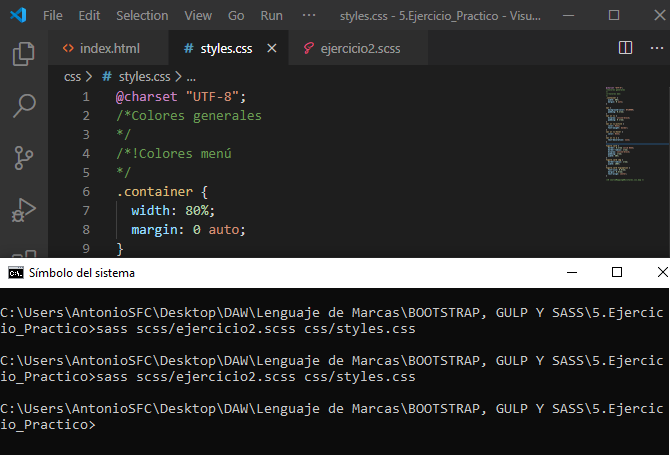 File Edit Selection View Go Run ··· styles.css - 5.Ejercicio_Practico - Visu...
index.html # styles.css ejercicio2.scss
css > # styles.css > ...
1 @charset "UTF-8";
2 /*Colores generales
3 */
4 /*!Colores menú
5 */
6 .container {
7 width: 80%;
8 margin: 0 auto;
9 }
Símbolo del sistema
C:\Users\AntonioSFC\Desktop\DAW\Lenguaje de Marcas\BOOTSTRAP, GULP Y SASS\5.Ejercic
io_Practico>sass scss/ejercicio2.scss css/styles.css
C:\Users\AntonioSFC\Desktop\DAW\Lenguaje de Marcas\BOOTSTRAP, GULP Y SASS\5.Ejercic
io_Practico>sass scss/ejercicio2.scss css/styles.css
C:\Users\AntonioSFC\Desktop\DAW\Lenguaje de Marcas\BOOTSTRAP, GULP Y SASS\5.Ejercic
io_Practico>